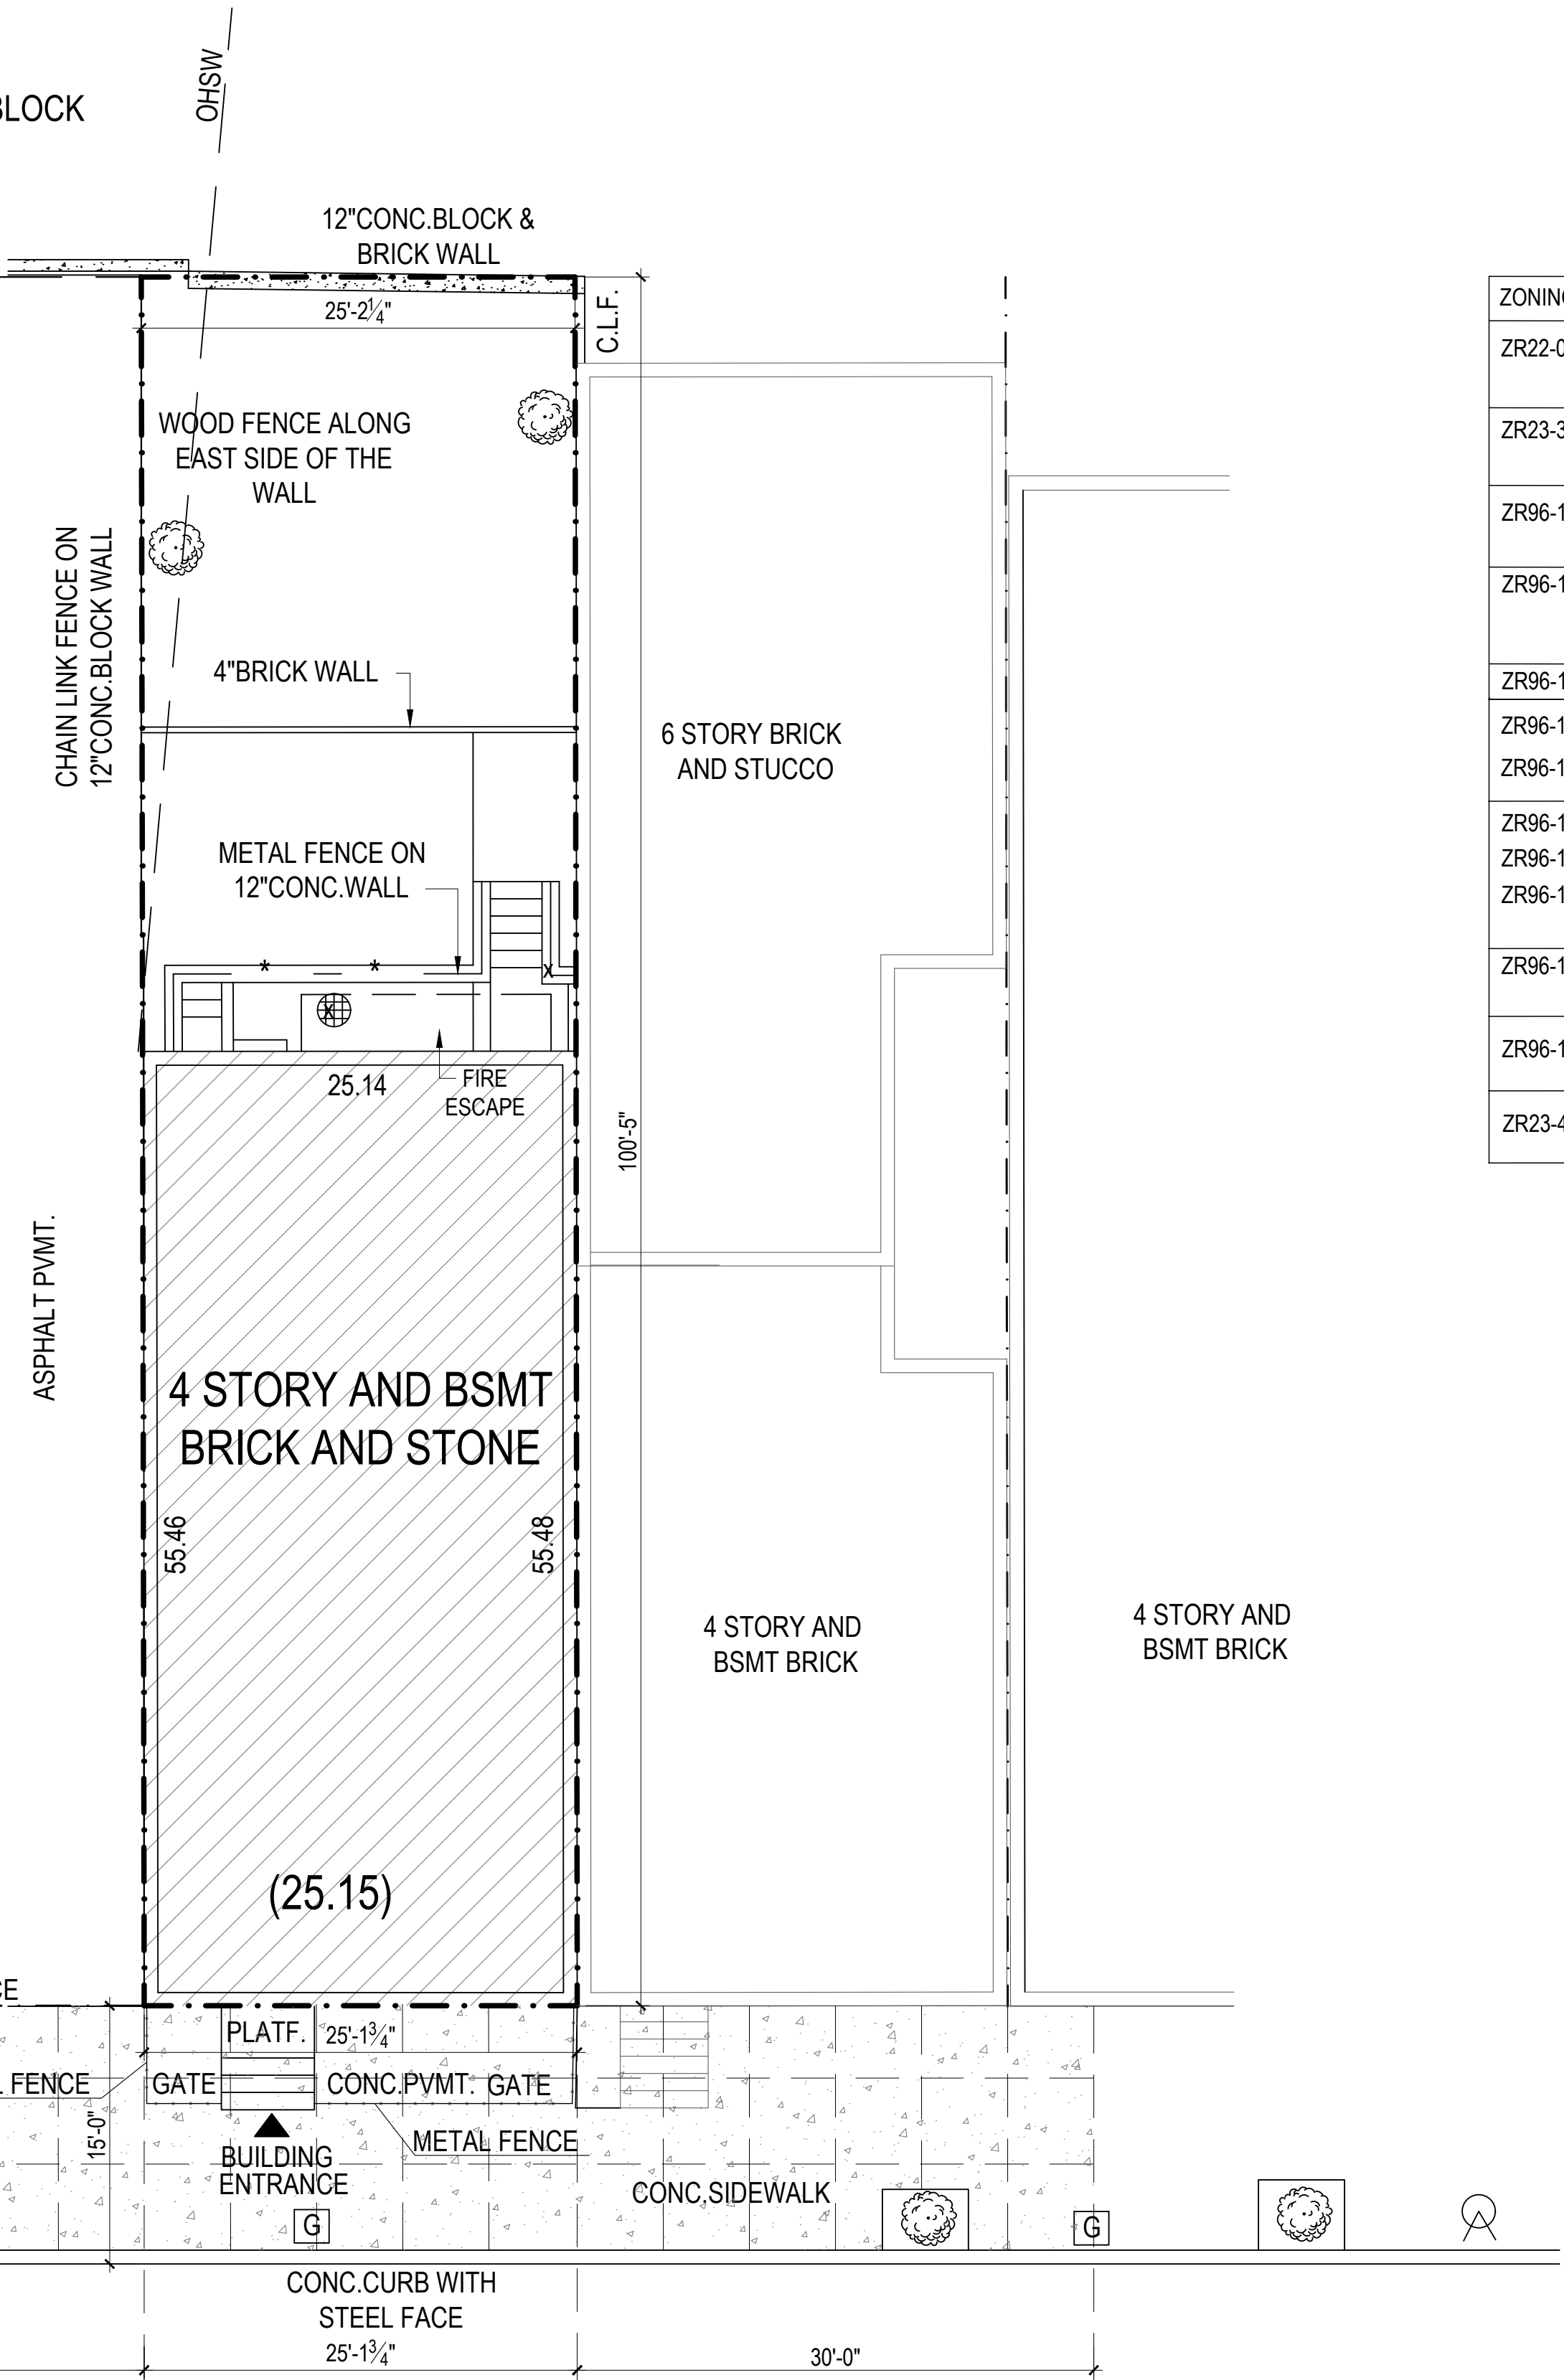 OHSW
BLOCK
12"CONC.BLOCK &
BRICK WALL
25'-2¼"
C.L.F.
ZONING
ZR22-0
ZR23-3
ZR96-1
ZR96-1
ZR96-1
ZR96-1
ZR96-1
ZR96-1
ZR96-1
ZR96-1
ZR96-1
ZR96-1
ZR23-4
WOOD FENCE ALONG
EAST SIDE OF THE
WALL
CHAIN LINK FENCE ON
12"CONC.BLOCK WALL
4"BRICK WALL
6 STORY BRICK
AND STUCCO
METAL FENCE ON
12"CONC.WALL
* *
X
X
25.14
FIRE
ESCAPE
100'-5"
ASPHALT PVMT.
4 STORY AND BSMT
BRICK AND STONE
55.46
55.48
4 STORY AND
BSMT BRICK
4 STORY AND
BSMT BRICK
(25.15)
CE
PLATF.
25'-1¾"
L FENCE
GATE
CONC.PVMT.
GATE
15'-0"
METAL FENCE
BUILDING
ENTRANCE
CONC.SIDEWALK
G
G
CONC.CURB WITH
STEEL FACE
25'-1¾"
30'-0"